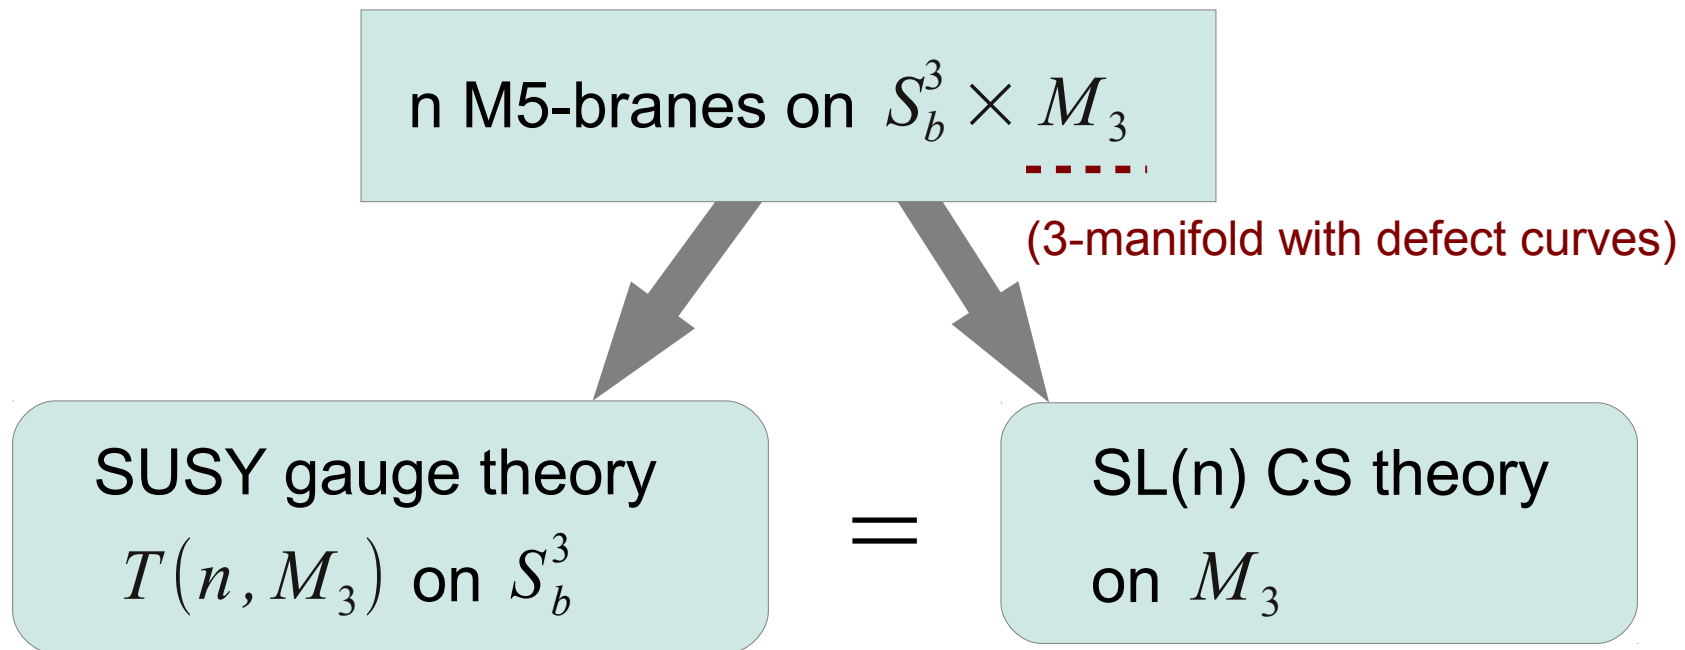 n M5-branes on $S_b^3 \times M_3$
(3-manifold with defect curves)
SUSY gauge theory
$T(n, M_3)$ on $S_b^3$
=
SL(n) CS theory
on $M_3$